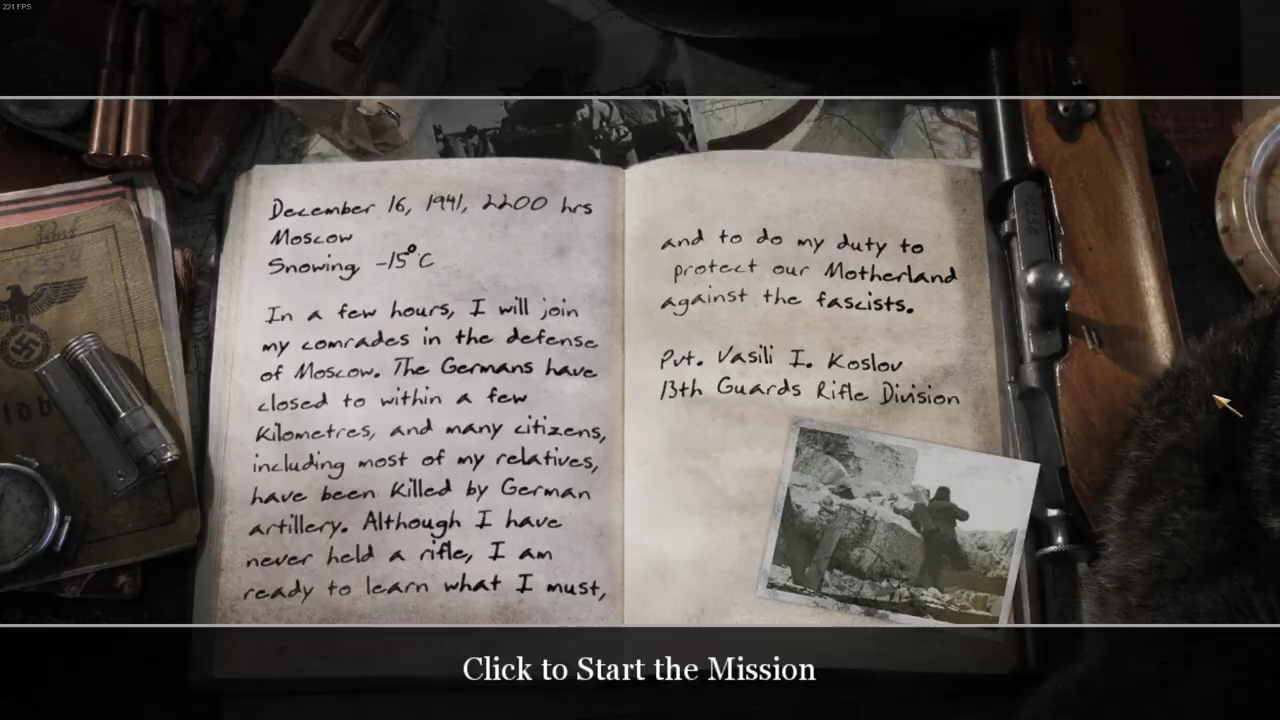 221 FPS
December 16, 1941, 2200 hrs
Moscow
Snowing, -15°C
In a few hours, I will join
my comrades in the defense
of Moscow. The Germans have
closed to within a few
kilometres, and many citizens,
including most of my relatives,
have been killed by German
artillery. Although I have
never held a rifle, I am
ready to learn what I must,
and to do my duty to
protect our Motherland
against the fascists.
Pvt. Vasili I. Koslov
13th Guards Rifle Division
Click to Start the Mission